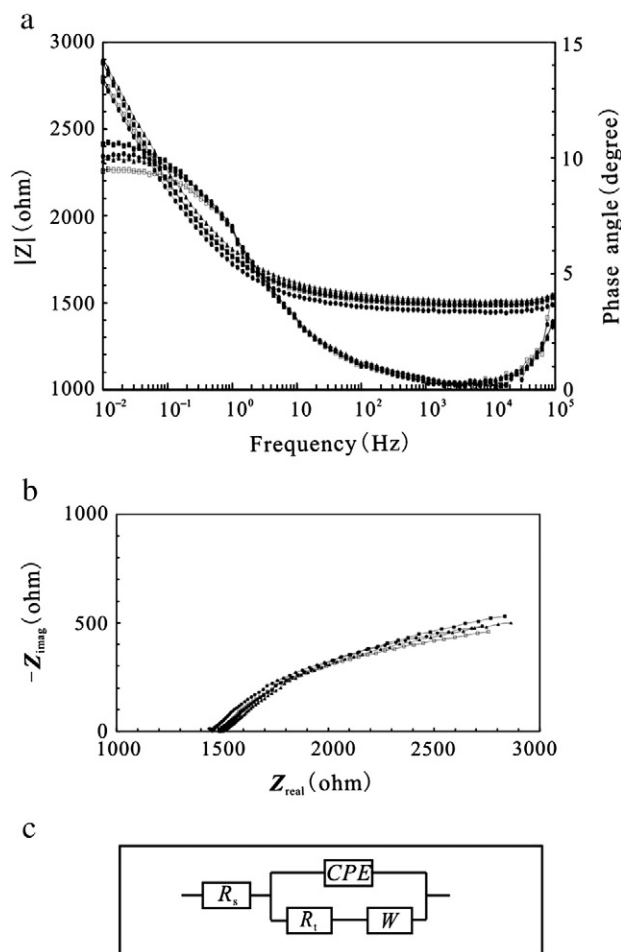 a
3000
2500
2000
1500
1000
|Z| (ohm)
15
10
5
0
Phase angle (degree)
10⁻² 10⁻¹ 10⁰ 10 10² 10³ 10⁴ 10⁵
Frequency (Hz)
b
1000
500
0
−Z_imag (ohm)
1000 1500 2000 2500 3000
Z_real (ohm)
c
CPE
R_s
R_t W